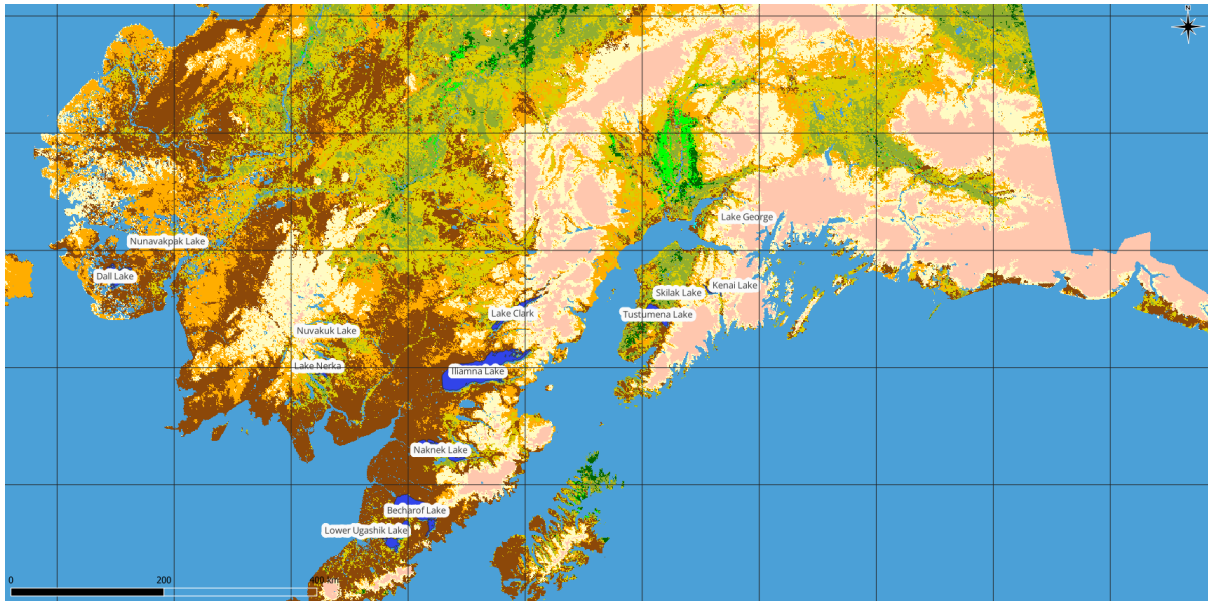 N
Lake George
Nunavakpak Lake
Dall Lake
Kenai Lake
Skilak Lake
Lake Clark
Tustumena Lake
Nuvakuk Lake
Lake Nerka
Iliamna Lake
Naknek Lake
Becharof Lake
Lower Ugashik Lake
0
200
400 km